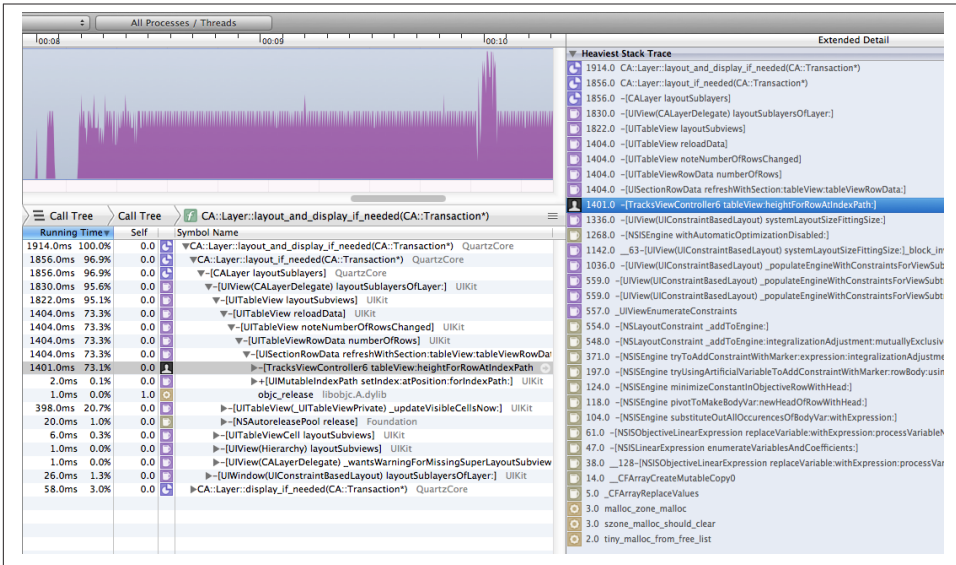 All Processes / Threads
00:08
00:09
00:10
Call Tree
Call Tree
f
CA::Layer::layout_and_display_if_needed(CA::Transaction*)
Running Time Self Symbol Name
1914.0ms 100.0% 0.0 CA::Layer::layout_and_display_if_needed(CA::Transaction*) QuartzCore
1856.0ms 96.9% 0.0 CA::Layer::layout_if_needed(CA::Transaction*) QuartzCore
1856.0ms 96.9% 0.0 -[CALayer layoutSublayers] QuartzCore
1830.0ms 95.6% 0.0 -[UIView(CALayerDelegate) layoutSublayersOfLayer:] UIKit
1822.0ms 95.1% 0.0 -[UITableView layoutSubviews] UIKit
1404.0ms 73.3% 0.0 -[UITableView reloadData] UIKit
1404.0ms 73.3% 0.0 -[UITableView noteNumberOfRowsChanged] UIKit
1404.0ms 73.3% 0.0 -[UITableViewRowData numberOfRows] UIKit
1404.0ms 73.3% 0.0 -[UISectionRowData refreshWithSection:tableView:tableViewRowDat
1401.0ms 73.1% 0.0 -[TracksViewController6 tableView:heightForRowAtIndexPath
2.0ms 0.1% 0.0 +[UIMutableIndexPath setIndex:atPosition:forIndexPath:] UIKit
1.0ms 0.0% 1.0 objc_release libobjc.A.dylib
398.0ms 20.7% 0.0 -[UITableView(_UITableViewPrivate) _updateVisibleCellsNow:] UIKit
20.0ms 1.0% 0.0 -[NSAutoreleasePool release] Foundation
6.0ms 0.3% 0.0 -[UITableViewCell layoutSubviews] UIKit
1.0ms 0.0% 0.0 -[UIView(Hierarchy) layoutSubviews] UIKit
1.0ms 0.0% 0.0 -[UIView(CALayerDelegate) _wantsWarningForMissingSuperLayoutSubview
26.0ms 1.3% 0.0 -[UIWindow(UIConstraintBasedLayout) layoutSublayersOfLayer:] UIKit
58.0ms 3.0% 0.0 CA::Layer::display_if_needed(CA::Transaction*) QuartzCore
Extended Detail
Heaviest Stack Trace
1914.0 CA::Layer::layout_and_display_if_needed(CA::Transaction*)
1856.0 CA::Layer::layout_if_needed(CA::Transaction*)
1856.0 -[CALayer layoutSublayers]
1830.0 -[UIView(CALayerDelegate) layoutSublayersOfLayer:]
1822.0 -[UITableView layoutSubviews]
1404.0 -[UITableView reloadData]
1404.0 -[UITableView noteNumberOfRowsChanged]
1404.0 -[UITableViewRowData numberOfRows]
1404.0 -[UISectionRowData refreshWithSection:tableView:tableViewRowData:]
1401.0 -[TracksViewController6 tableView:heightForRowAtIndexPath:]
1336.0 -[UIView(UIConstraintBasedLayout) systemLayoutSizeFittingSize:]
1268.0 -[NSISEngine withAutomaticOptimizationDisabled:]
1142.0 __63-[UIView(UIConstraintBasedLayout) systemLayoutSizeFittingSize:]_block_inv
1036.0 -[UIView(UIConstraintBasedLayout) _populateEngineWithConstraintsForViewSub
559.0 -[UIView(UIConstraintBasedLayout) _populateEngineWithConstraintsForViewSubt
559.0 -[UIView(UIConstraintBasedLayout) _populateEngineWithConstraintsForViewSubt
557.0 _UIViewEnumerateConstraints
554.0 -[NSLayoutConstraint _addToEngine:]
548.0 -[NSLayoutConstraint _addToEngine:integralizationAdjustment:mutuallyExclusiv
371.0 -[NSISEngine tryToAddConstraintWithMarker:expression:integralizationAdjustme
197.0 -[NSISEngine tryUsingArtificialVariableToAddConstraintWithMarker:rowBody:usin
124.0 -[NSISEngine minimizeConstantInObjectiveRowWithHead:]
118.0 -[NSISEngine pivotToMakeBodyVar:newHeadOfRowWithHead:]
104.0 -[NSISEngine substituteOutAllOccurencesOfBodyVar:withExpression:]
61.0 -[NSISObjectiveLinearExpression replaceVariable:withExpression:processVariableN
47.0 -[NSISLinearExpression enumerateVariablesAndCoefficients:]
38.0 __128-[NSISObjectiveLinearExpression replaceVariable:withExpression:processVar
14.0 __CFArrayCreateMutableCopy0
5.0 _CFArrayReplaceValues
3.0 malloc_zone_malloc
3.0 szone_malloc_should_clear
2.0 tiny_malloc_from_free_list